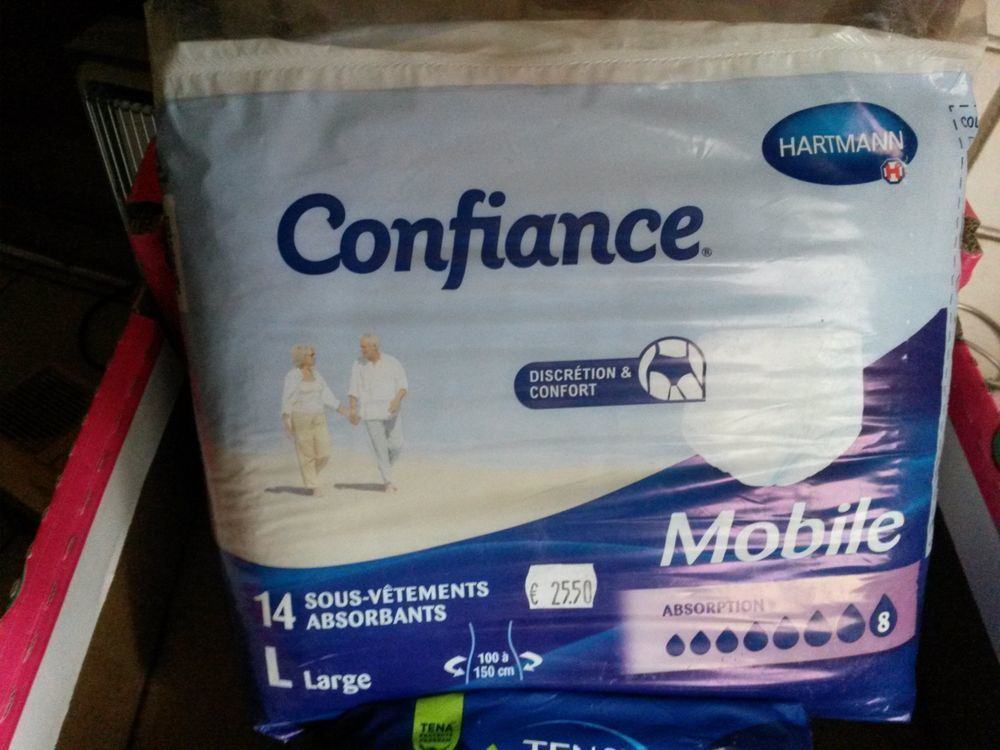 HARTMANN
H
Confiance®
DISCRÉTION &
CONFORT
Mobile
14 SOUS-VÊTEMENTS
ABSORBANTS
€ 25.50
ABSORPTION
8
L Large
100 à
150 cm
TENA